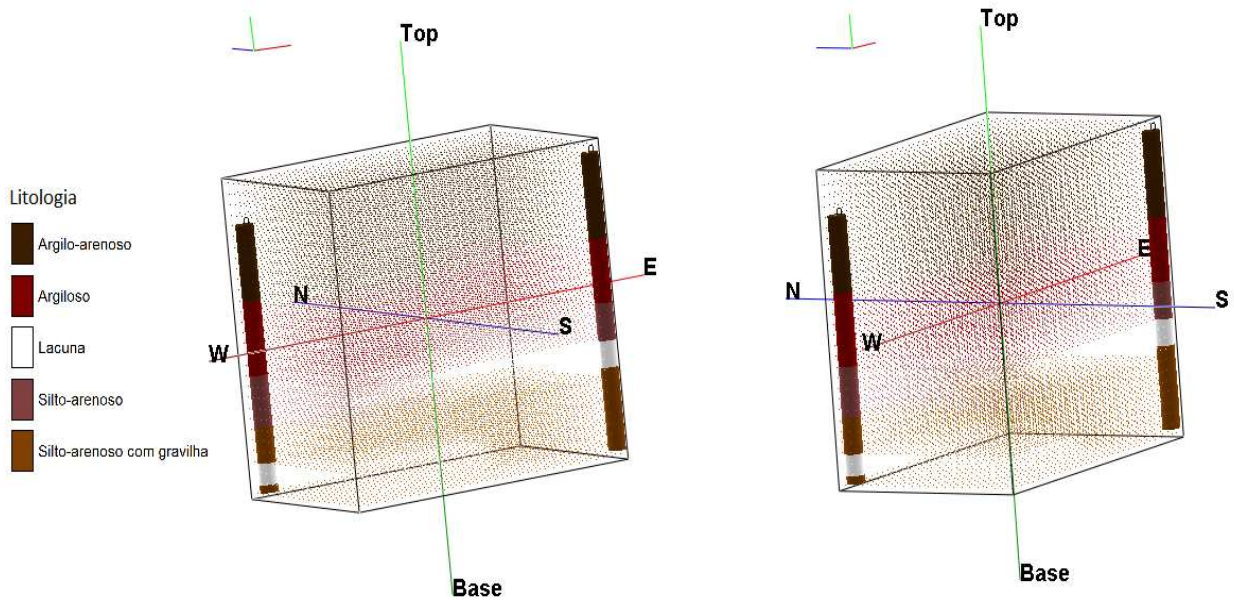 Litologia
Argilo-arenoso
Argiloso
Lacuna
Silto-arenoso
Silto-arenoso com gravilha
Top
N
E
W
S
Base
Top
N
E
W
S
Base